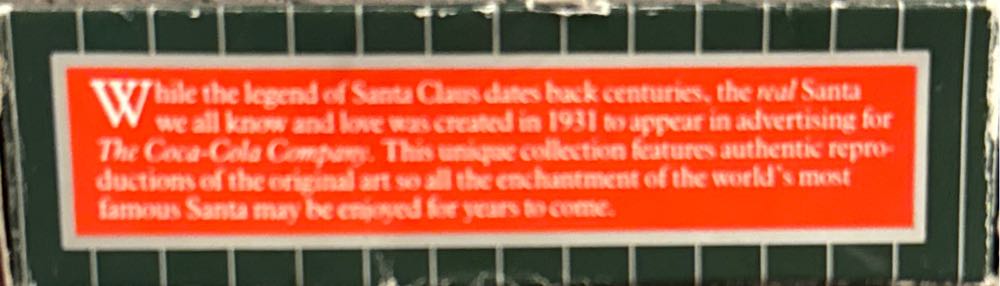 While the legend of Santa Claus dates back centuries, the real Santa
we all know and love was created in 1931 to appear in advertising for
The Coca-Cola Company. This unique collection features authentic repro-
ductions of the original art so all the enchantment of the world's most
famous Santa may be enjoyed for years to come.